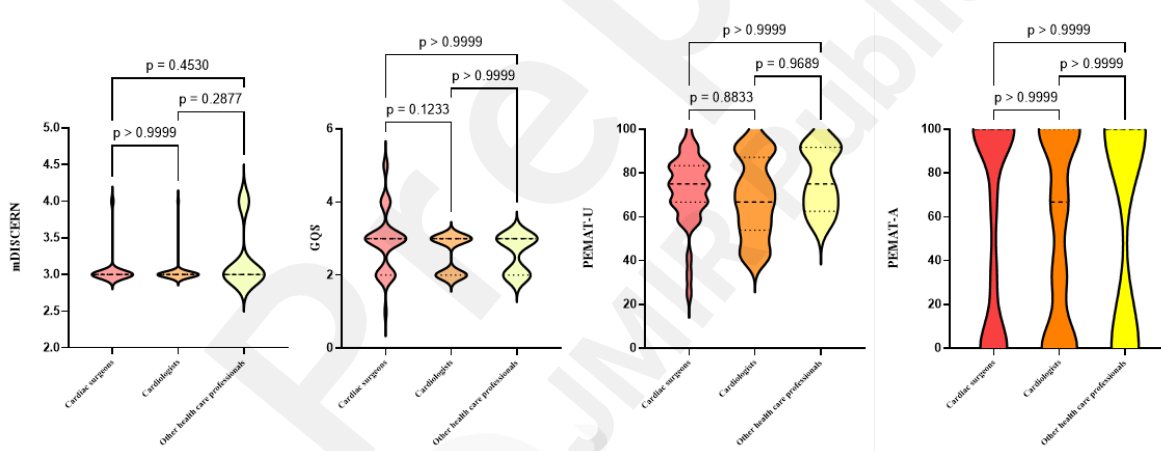 p = 0.4530
p = 0.2877
p > 0.9999
mDISCERN
5.0
4.5
4.0
3.5
3.0
2.5
2.0
Cardiac surgeons
Cardiologists
Other health care professionals
p > 0.9999
p > 0.9999
p = 0.1233
GQS
6
4
2
0
Cardiac surgeons
Cardiologists
Other health care professionals
p > 0.9999
p = 0.9689
p = 0.8833
PEMAT-U
100
80
60
40
20
0
Cardiac surgeons
Cardiologists
Other health care professionals
p > 0.9999
p > 0.9999
p > 0.9999
PEMAT-A
100
80
60
40
20
0
Cardiac surgeons
Cardiologists
Other health care professionals
Prep
JMIR Public